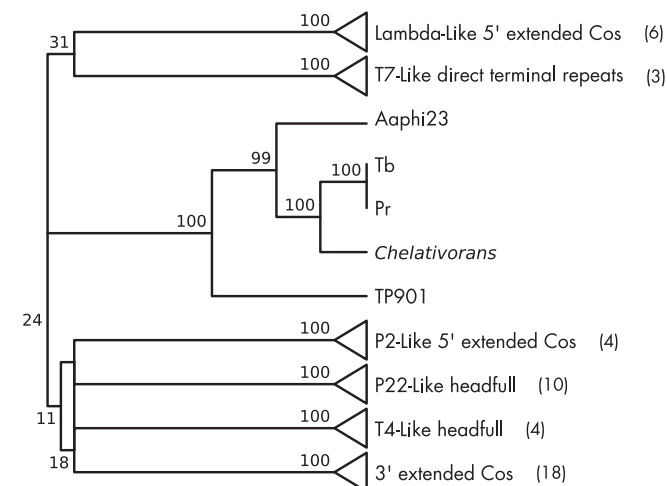 100 Lambda-Like 5' extended Cos (6)
31
100 T7-Like direct terminal repeats (3)
Aaphi23
99
100 Tb
100 Pr
100
Chelativorans
TP901
24
100 P2-Like 5' extended Cos (4)
100 P22-Like headfull (10)
11
100 T4-Like headfull (4)
18
100 3' extended Cos (18)